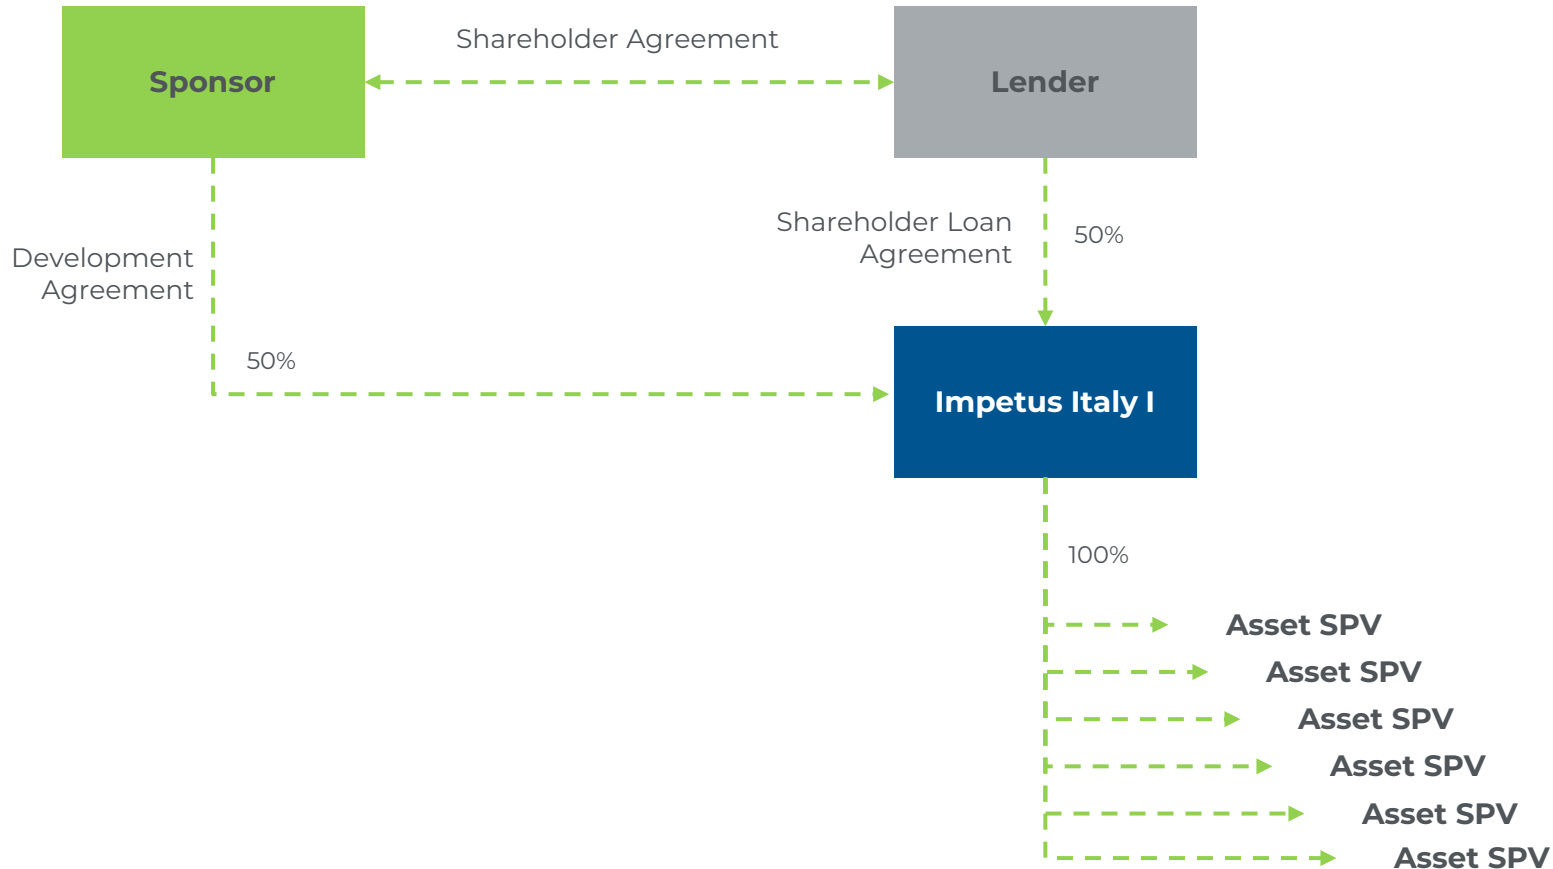 Shareholder Agreement
Sponsor
Lender
Shareholder Loan
Agreement
50%
Development
Agreement
50%
Impetus Italy I
100%
Asset SPV
Asset SPV
Asset SPV
Asset SPV
Asset SPV
Asset SPV